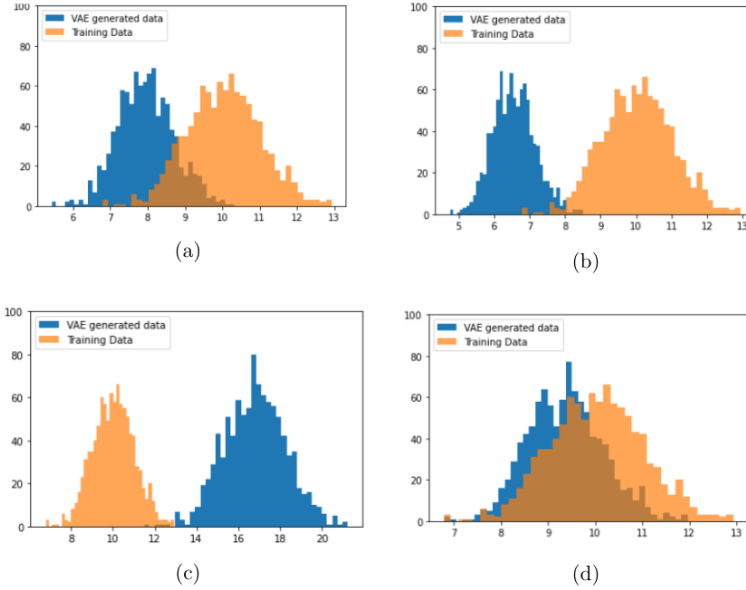 VAE generated data
Training Data
100
80
60
40
20
0
6 7 8 9 10 11 12 13
(a)
VAE generated data
Training Data
100
80
60
40
20
0
5 6 7 8 9 10 11 12 13
(b)
VAE generated data
Training Data
100
80
60
40
20
0
8 10 12 14 16 18 20
(c)
VAE generated data
Training Data
100
80
60
40
20
0
7 8 9 10 11 12 13
(d)